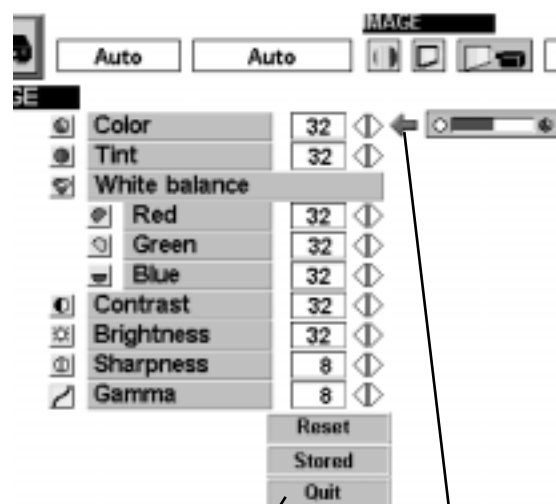 IMAGE
Auto Auto
GE
Color 32
Tint 32
White balance
Red 32
Green 32
Blue 32
Contrast 32
Brightness 32
Sharpness 8
Gamma 8
Reset
Stored
Quit